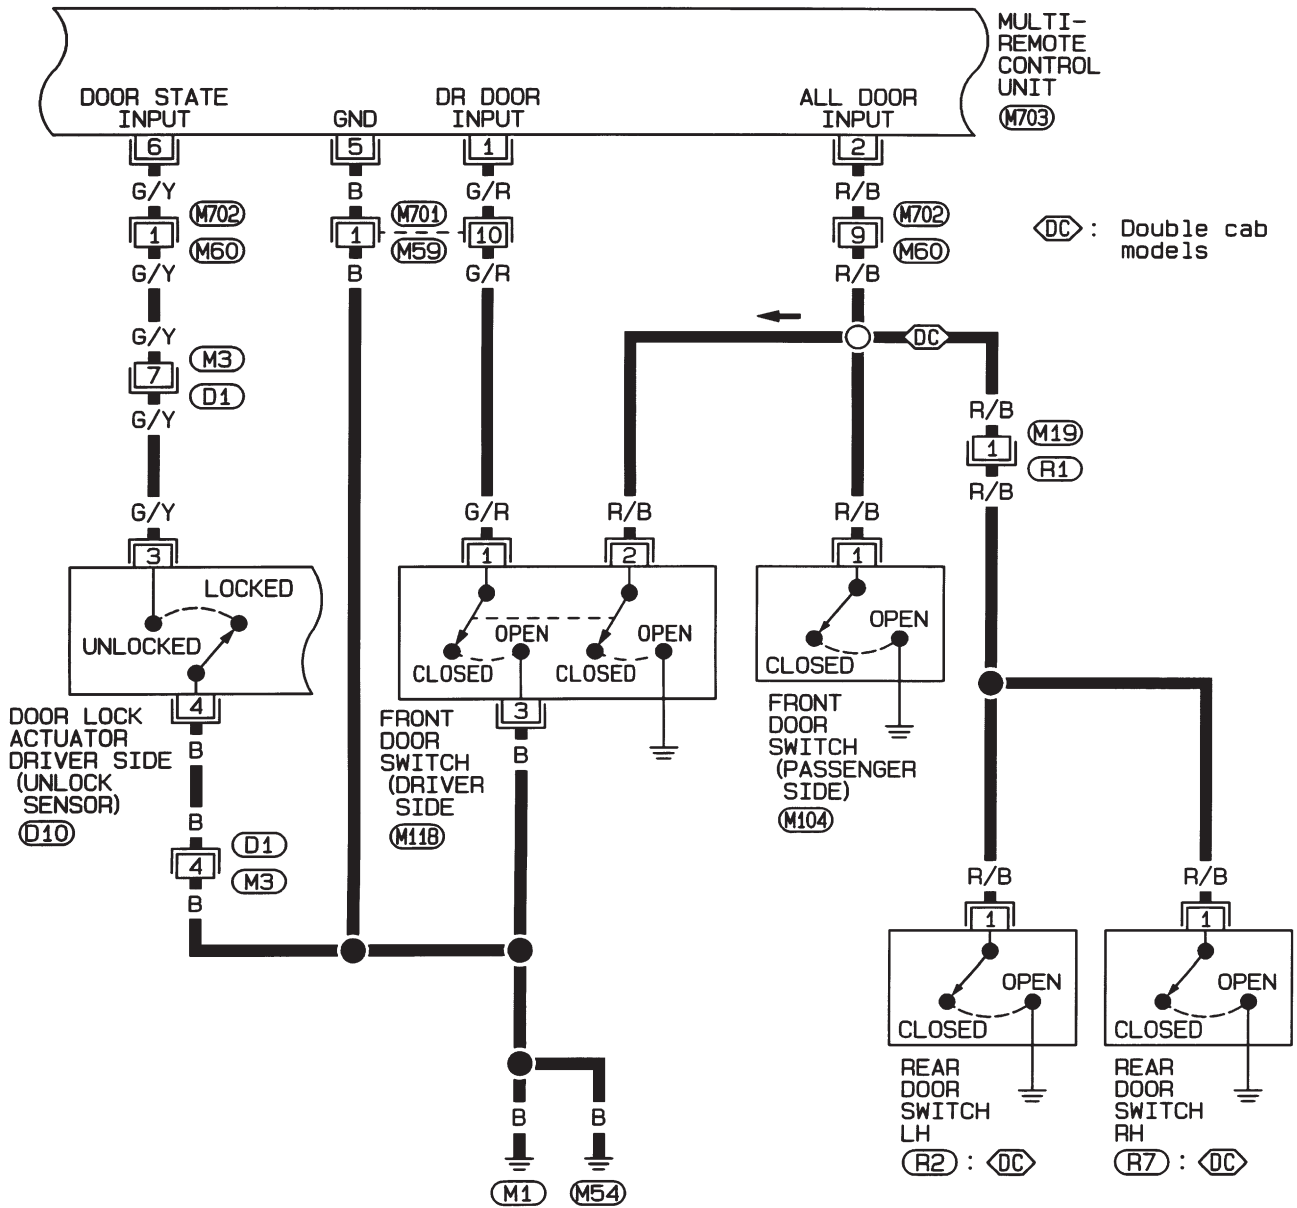 MULTI-
REMOTE
CONTROL
UNIT
M703
DOOR STATE
INPUT
GND
DR DOOR
INPUT
ALL DOOR
INPUT
6
5
1
2
G/Y
B
G/R
R/B
1
M702
M60
1
M701
M59
10
9
M702
M60
G/Y
B
G/R
R/B
DC : Double cab
models
G/Y
7
M3
D1
G/Y
DC
R/B
1
M19
R1
R/B
G/Y
G/R
R/B
R/B
3
1
2
1
LOCKED
UNLOCKED
OPEN
CLOSED
OPEN
CLOSED
OPEN
CLOSED
4
3
DOOR LOCK
ACTUATOR
DRIVER SIDE
(UNLOCK
SENSOR)
D10
B
B
D1
4
M3
B
FRONT
DOOR
SWITCH
(DRIVER
SIDE
M118
B
FRONT
DOOR
SWITCH
(PASSENGER
SIDE)
M104
R/B
R/B
1
1
OPEN
CLOSED
OPEN
CLOSED
REAR
DOOR
SWITCH
LH
R2 : DC
REAR
DOOR
SWITCH
RH
R7 : DC
B
B
M1
M54